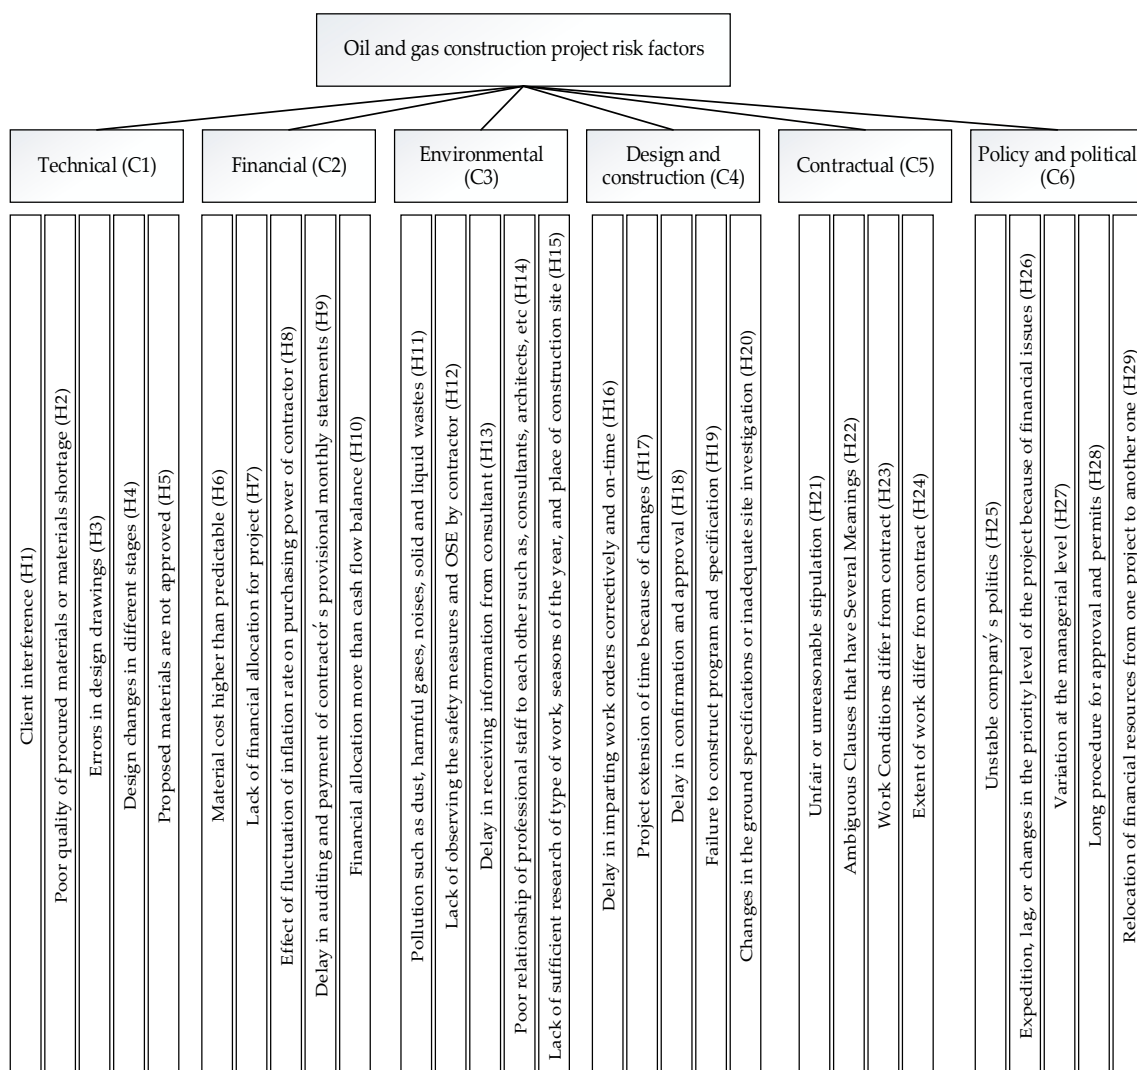 Oil and gas construction project risk factors
Technical (C1)
Financial (C2)
Environmental
(C3)
Design and
construction (C4)
Contractual (C5)
Policy and political
(C6)
Client interference (H1)
Poor quality of procured materials or materials shortage (H2)
Errors in design drawings (H3)
Design changes in different stages (H4)
Proposed materials are not approved (H5)
Material cost higher than predictable (H6)
Lack of financial allocation for project (H7)
Effect of fluctuation of inflation rate on purchasing power of contractor (H8)
Delay in auditing and payment of contractoŕs provisional monthly statements (H9)
Financial allocation more than cash flow balance (H10)
Pollution such as dust, harmful gases, noises, solid and liquid wastes (H11)
Lack of observing the safety measures and OSE by contractor (H12)
Delay in receiving information from consultant (H13)
Poor relationship of professional staff to each other such as, consultants, architects, etc (H14)
Lack of sufficient research of type of work, seasons of the year, and place of construction site (H15)
Delay in imparting work orders correctively and on-time (H16)
Project extension of time because of changes (H17)
Delay in confirmation and approval (H18)
Failure to construct program and specification (H19)
Changes in the ground specifications or inadequate site investigation (H20)
Unfair or unreasonable stipulation (H21)
Ambiguous Clauses that have Several Meanings (H22)
Work Conditions differ from contract (H23)
Extent of work differ from contract (H24)
Unstable companýs politics (H25)
Expedition, lag, or changes in the priority level of the project because of financial issues (H26)
Variation at the managerial level (H27)
Long procedure for approval and permits (H28)
Relocation of financial resources from one project to another one (H29)